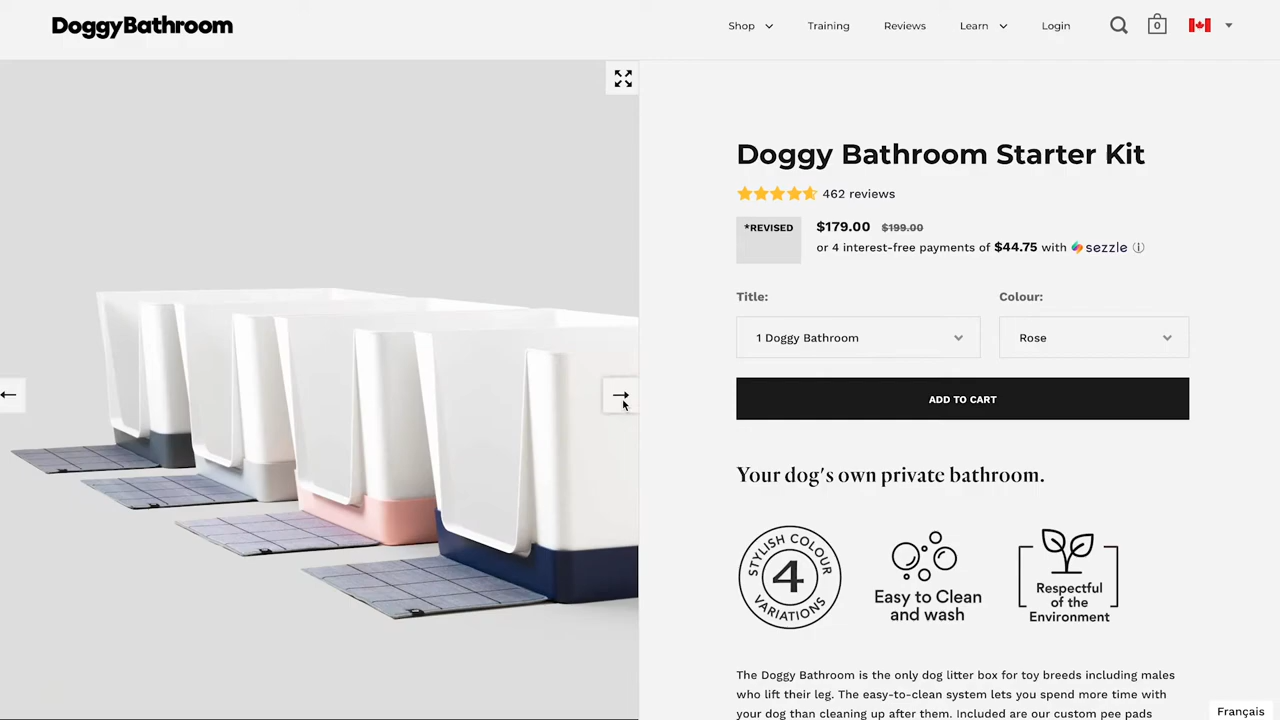 DoggyBathroom
Shop
Training
Reviews
Learn
Login
0
Doggy Bathroom Starter Kit
462 reviews
*REVISED
$179.00 $199.00
or 4 interest-free payments of $44.75 with sezzle ⓘ
Title:
Colour:
1 Doggy Bathroom
Rose
ADD TO CART
Your dog's own private bathroom.
STYLISH COLOUR
4
VARIATIONS
Easy to Clean
and wash
Respectful
of the
Environment
The Doggy Bathroom is the only dog litter box for toy breeds including males
who lift their leg. The easy-to-clean system lets you spend more time with
your dog than cleaning up after them. Included are our custom pee pads
Français